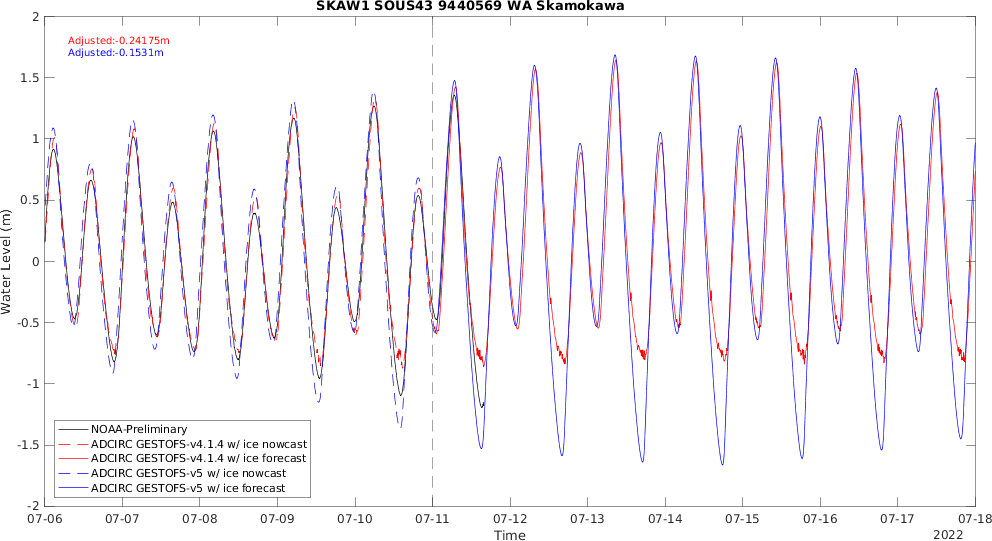 SKAW1 SOUS43 9440569 WA Skamokawa
Adjusted:-0.24175m
Adjusted:-0.1531m
2
1.5
1
0.5
0
-0.5
-1
-1.5
-2
Water Level (m)
NOAA-Preliminary
ADCIRC GESTOFS-v4.1.4 w/ ice nowcast
ADCIRC GESTOFS-v4.1.4 w/ ice forecast
ADCIRC GESTOFS-v5 w/ ice nowcast
ADCIRC GESTOFS-v5 w/ ice forecast
07-06 07-07 07-08 07-09 07-10 07-11 07-12 07-13 07-14 07-15 07-16 07-17 07-18
Time
2022